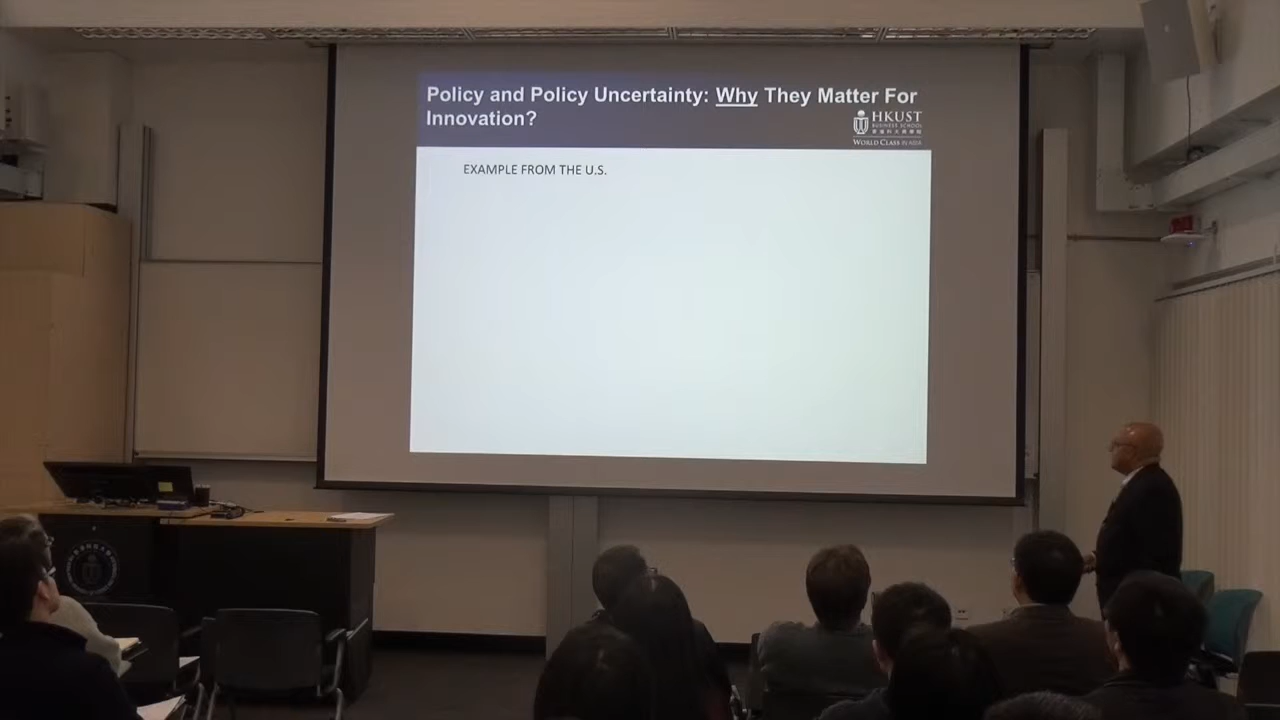 Policy and Policy Uncertainty: Why They Matter For
Innovation?
HKUST
BUSINESS SCHOOL
WORLD CLASS IN ASIA
EXAMPLE FROM THE U.S.